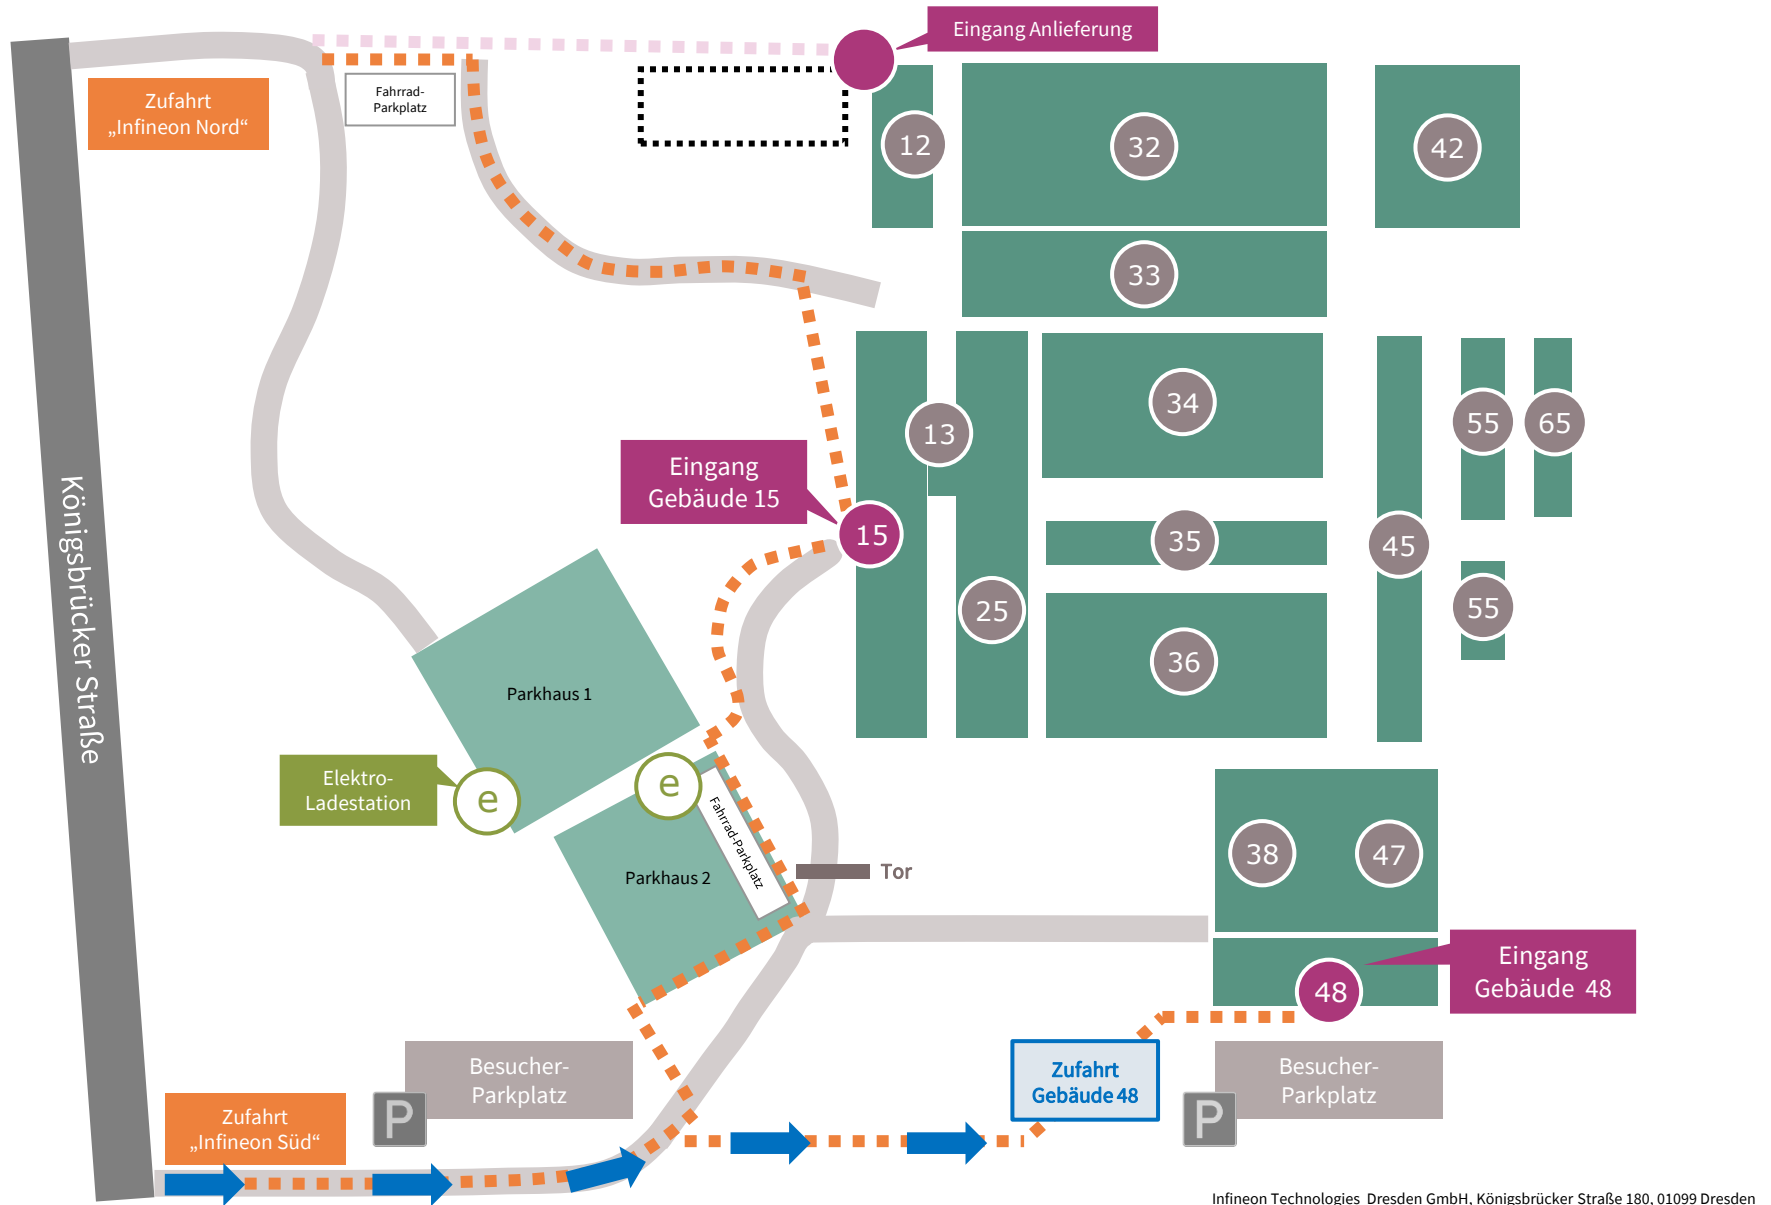 Eingang Anlieferung
Zufahrt
„Infineon Nord“
Fahrrad-
Parkplatz
12
32
42
33
34
13
55
65
Eingang
Gebäude 15
15
35
45
25
55
36
Königsbrücker Straße
Parkhaus 1
Elektro-
Ladestation
e
e
Fahrrad-Parkplatz
Parkhaus 2
Tor
38
47
Eingang
Gebäude 48
48
Besucher-
Parkplatz
P
Zufahrt
Gebäude 48
Besucher-
Parkplatz
P
Zufahrt
„Infineon Süd“
Infineon Technologies Dresden GmbH, Königsbrücker Straße 180, 01099 Dresden